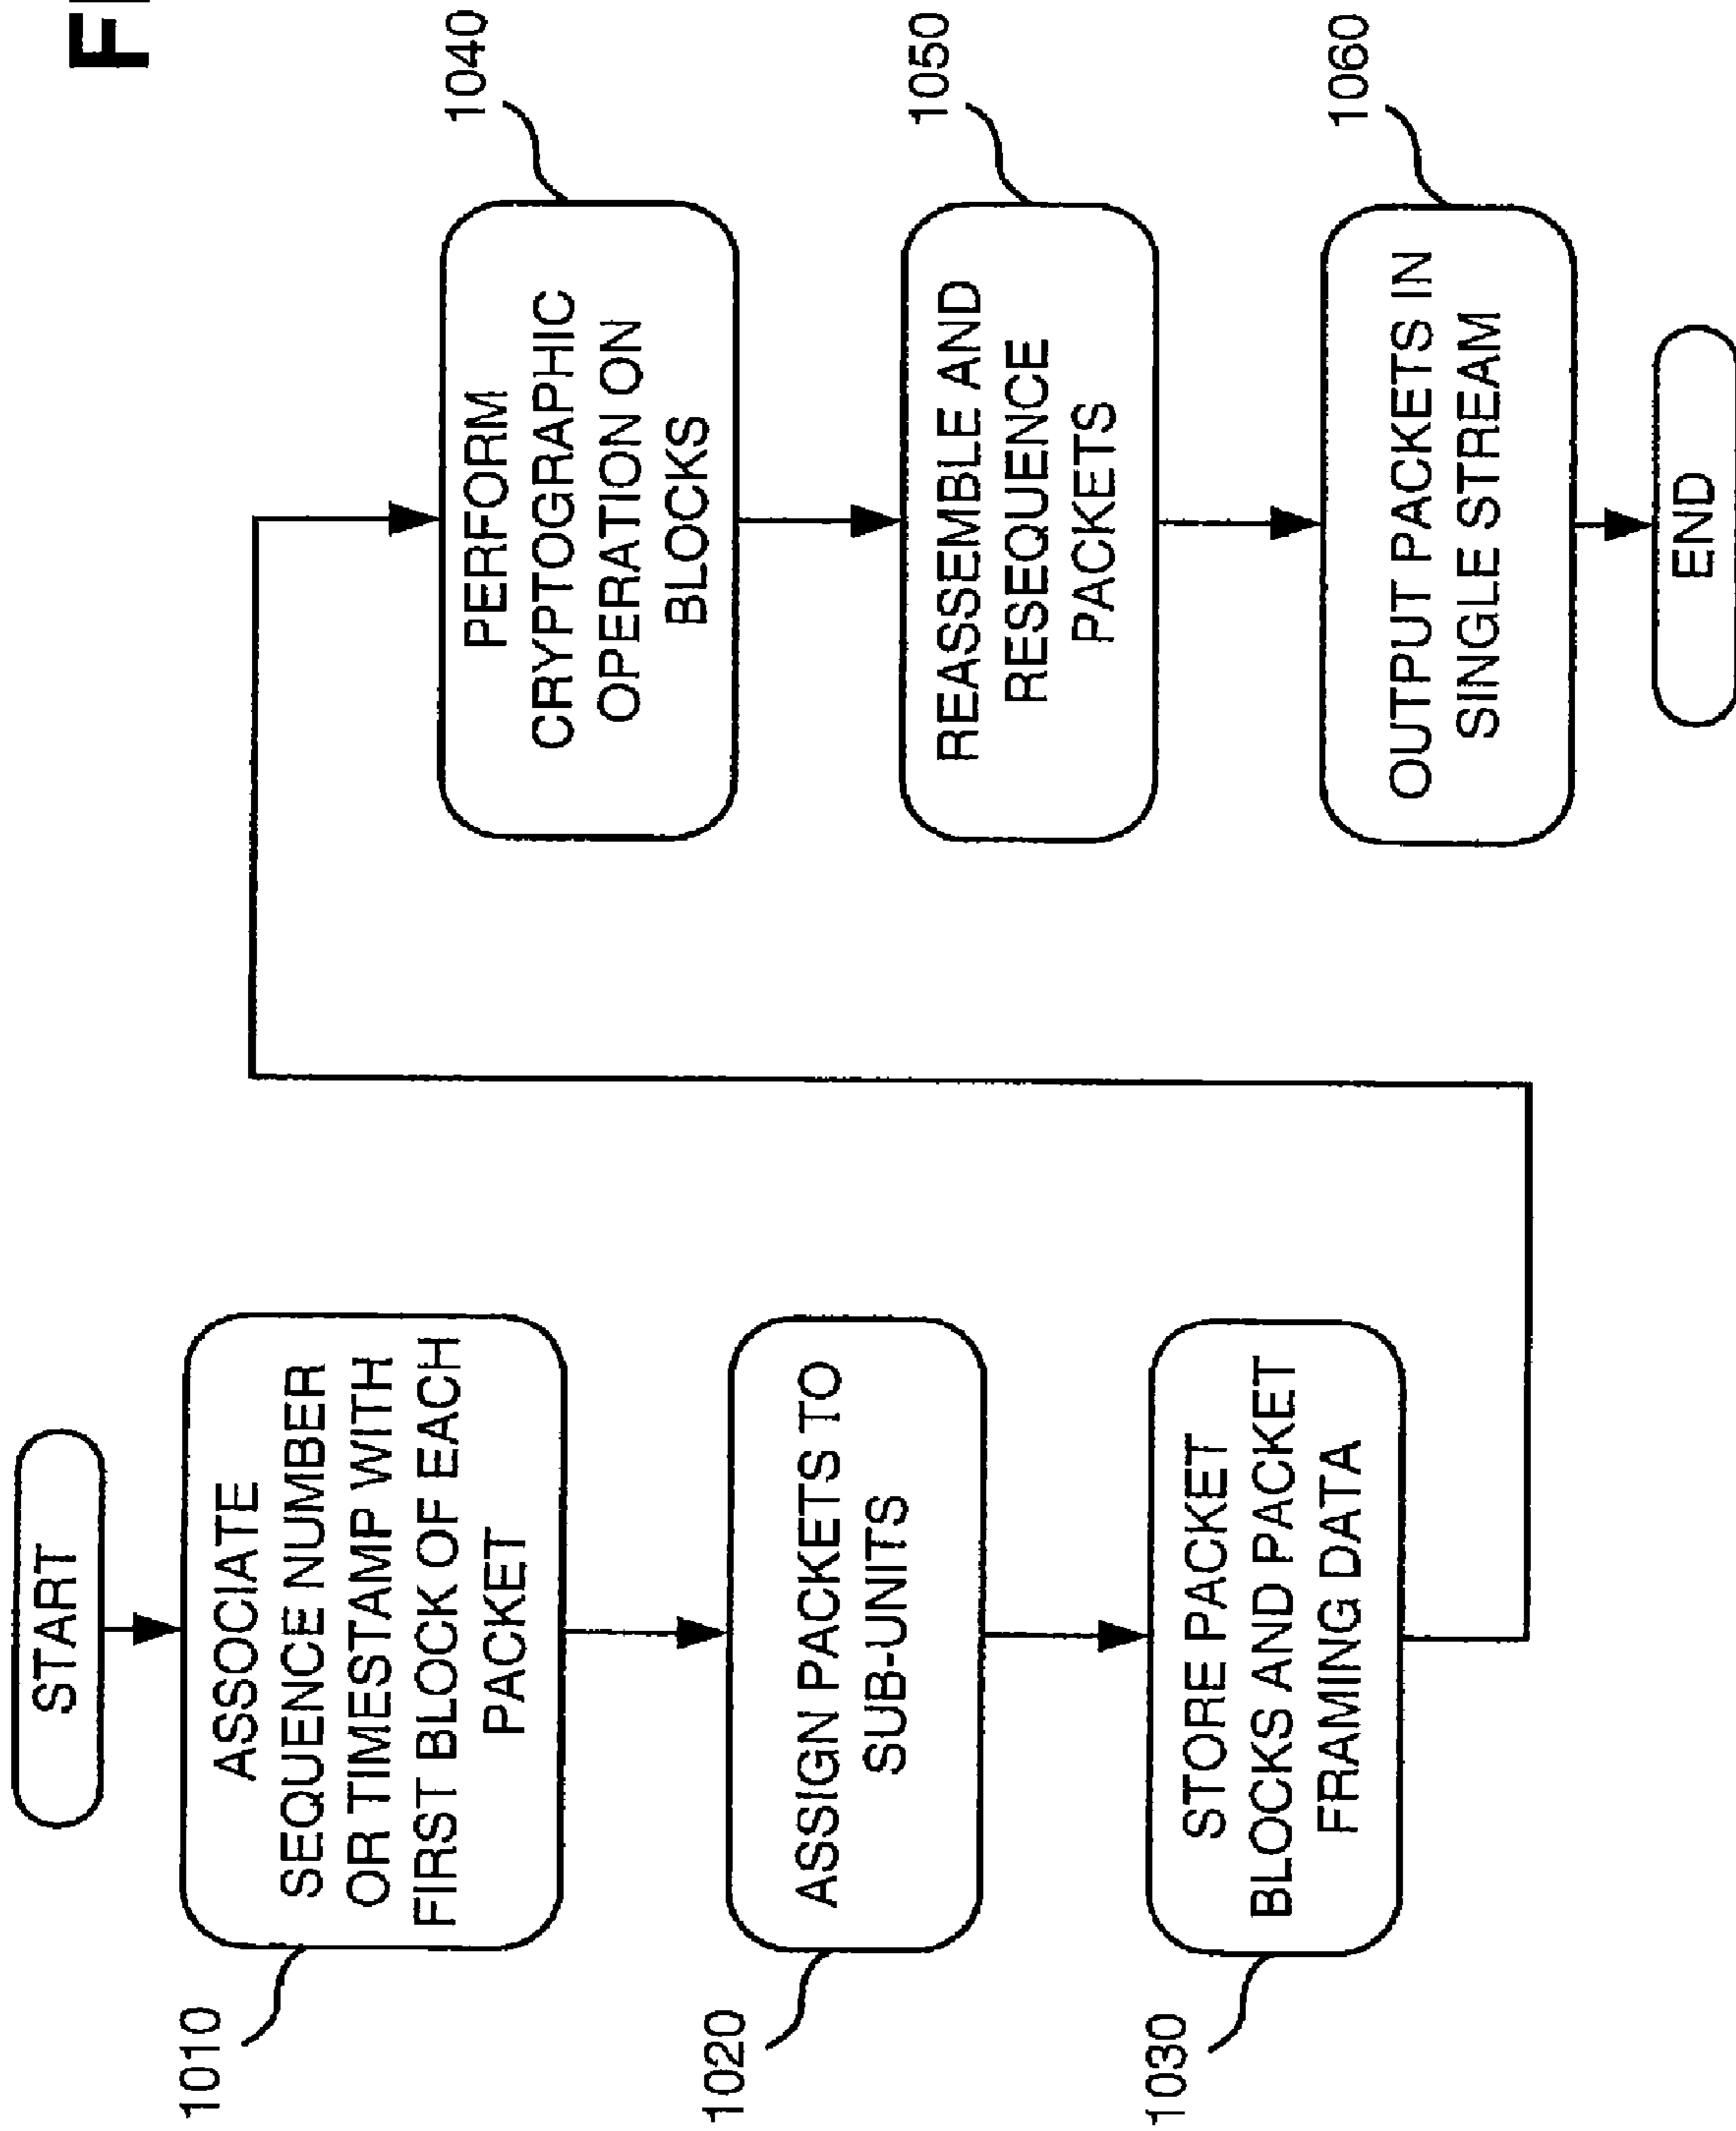 START
ASSOCIATE
SEQUENCE NUMBER
OR TIMESTAMP WITH
FIRST BLOCK OF EACH
PACKET
1010
ASSIGN PACKETS TO
SUB-UNITS
1020
STORE PACKET
BLOCKS AND PACKET
FRAMING DATA
1030
PERFORM
CRYPTOGRAPHIC
OPERATION ON
BLOCKS
1040
REASSEMBLE AND
RESEQUENCE
PACKETS
1050
OUTPUT PACKETS IN
SINGLE STREAM
1060
END